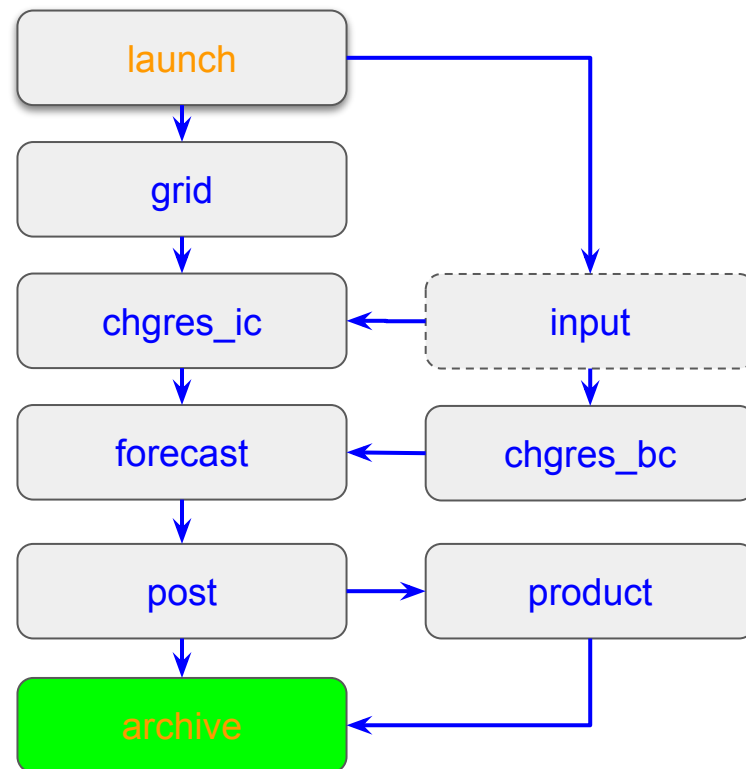 launch
grid
chgres_ic
input
forecast
chgres_bc
post
product
archive